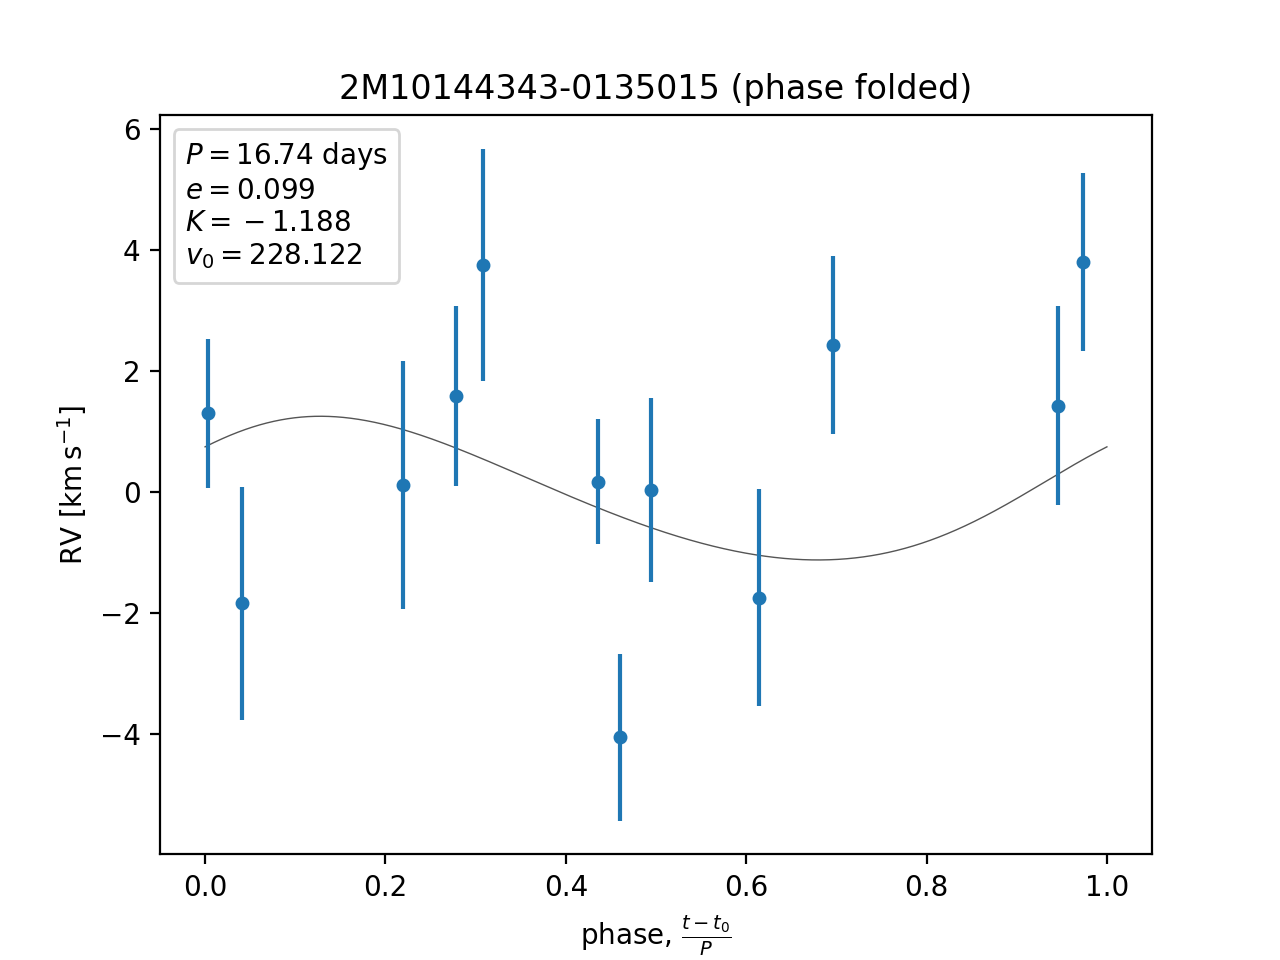 2M10144343-0135015 (phase folded)
P = 16.74 days
e = 0.099
K = −1.188
v₀ = 228.122
6
4
2
0
−2
−4
RV [km s⁻¹]
0.0 0.2 0.4 0.6 0.8 1.0
phase, (t − t₀)/P